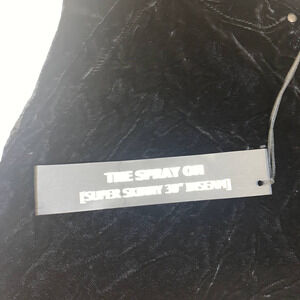 THE SPRAY ON
[SUPER SKINNY 30" INSEAM]